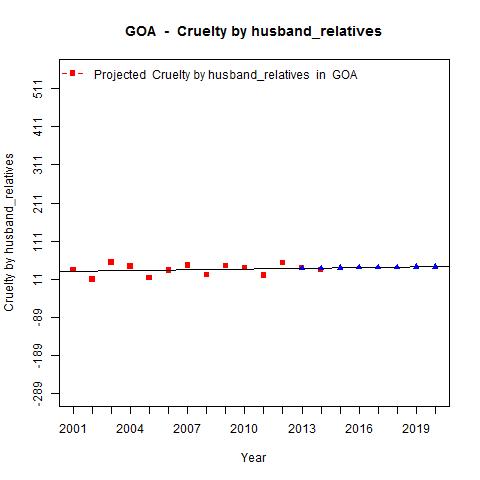 GOA - Cruelty by husband_relatives
Projected Cruelty by husband_relatives in GOA
Cruelty by husband_relatives
511
411
311
211
111
11
-89
-189
-289
2001 2004 2007 2010 2013 2016 2019
Year